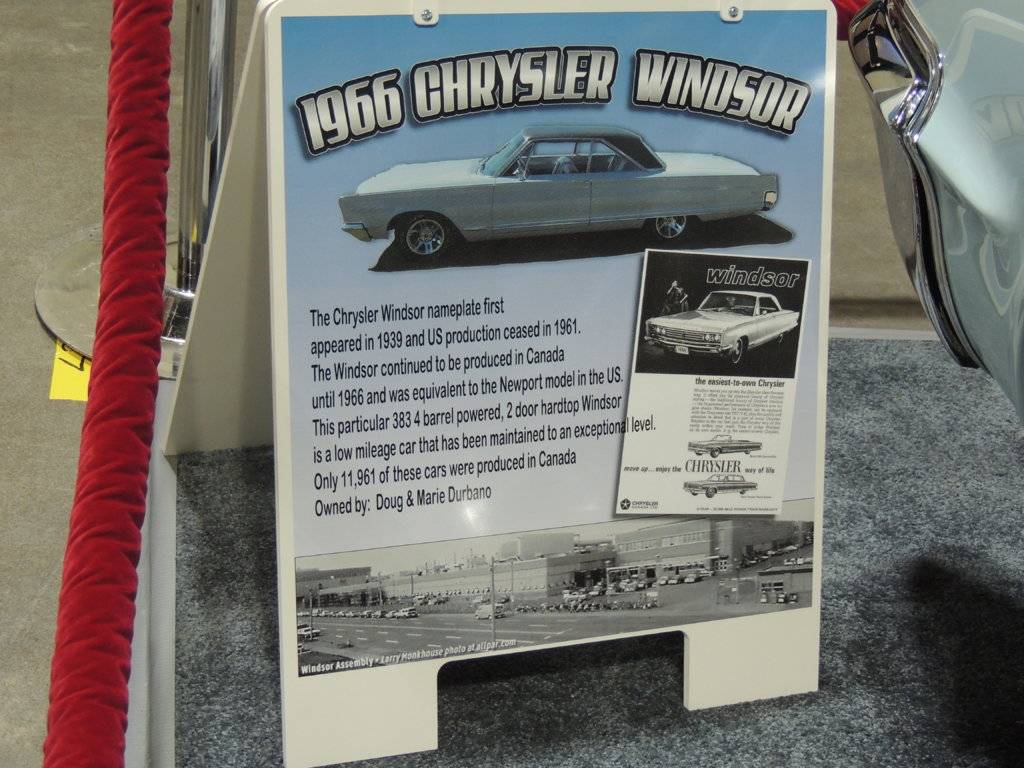 1966 CHRYSLER WINDSOR
The Chrysler Windsor nameplate first
appeared in 1939 and US production ceased in 1961.
The Windsor continued to be produced in Canada
until 1966 and was equivalent to the Newport model in the US.
This particular 383 4 barrel powered, 2 door hardtop Windsor
is a low mileage car that has been maintained to an exceptional level.
Only 11,961 of these cars were produced in Canada
Owned by: Doug & Marie Durbano
windsor
the easiest-to-own Chrysler
move up...enjoy the CHRYSLER way of life
CHRYSLER
CANADA LTD.
Windsor Assembly • Larry Monkhouse photo at allpar.com